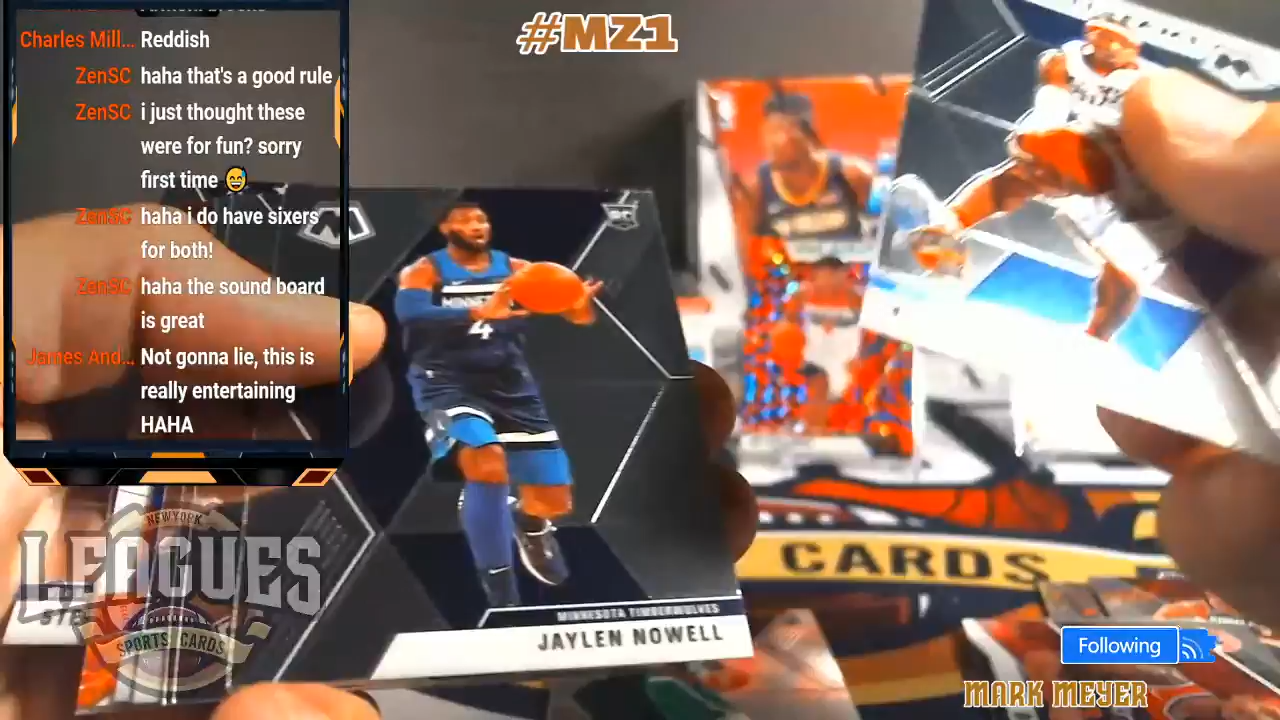 #MZ1
Charles Mill... Reddish
ZenSC haha that's a good rule
ZenSC i just thought these
were for fun? sorry
first time 😅
ZenSC haha i do have sixers
for both!
ZenSC haha the sound board
is great
James And... Not gonna lie, this is
really entertaining
HAHA
RC
MINNE
4
MINNESOTA TIMBERWOLVES
JAYLEN NOWELL
NEW YORK
LEAGUES
SPORTS CARDS
CARDS
Following
MARK MEYER